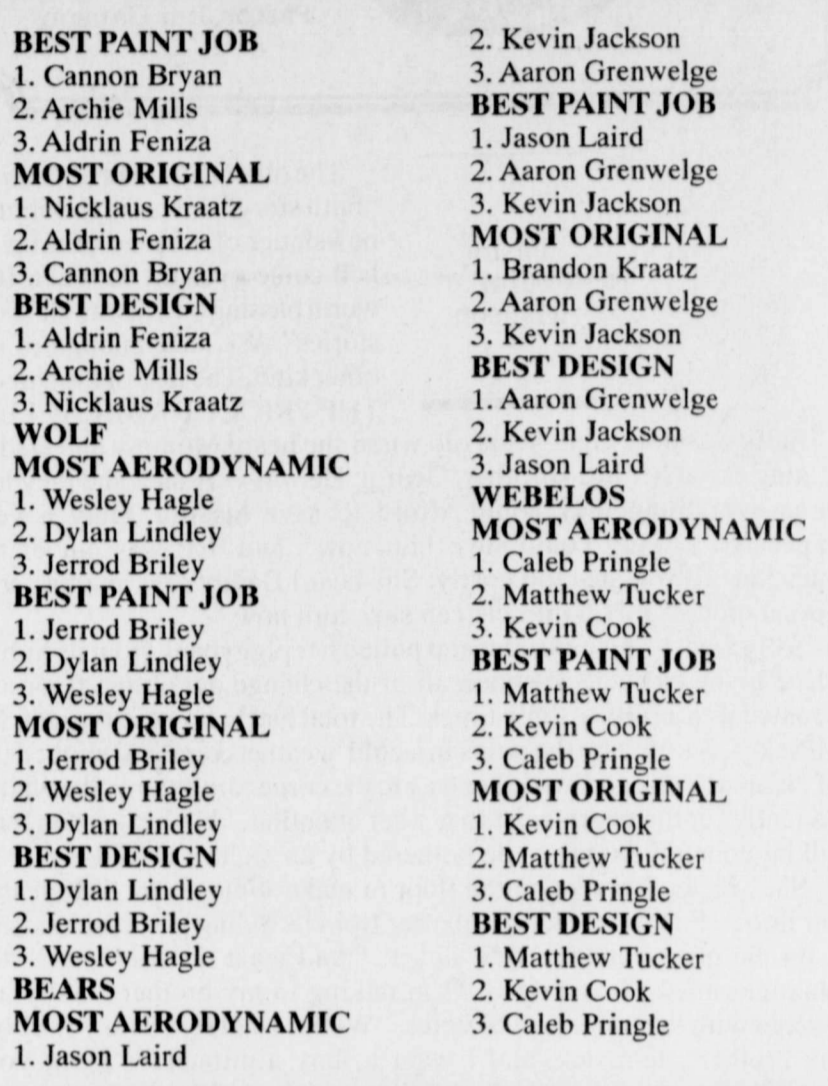 BEST PAINT JOB
1. Cannon Bryan
2. Archie Mills
3. Aldrin Feniza
MOST ORIGINAL
1. Nicklaus Kraatz
2. Aldrin Feniza
3. Cannon Bryan
BEST DESIGN
1. Aldrin Feniza
2. Archie Mills
3. Nicklaus Kraatz
WOLF
MOST AERODYNAMIC
1. Wesley Hagle
2. Dylan Lindley
3. Jerrod Briley
BEST PAINT JOB
1. Jerrod Briley
2. Dylan Lindley
3. Wesley Hagle
MOST ORIGINAL
1. Jerrod Briley
2. Wesley Hagle
3. Dylan Lindley
BEST DESIGN
1. Dylan Lindley
2. Jerrod Briley
3. Wesley Hagle
BEARS
MOST AERODYNAMIC
1. Jason Laird
2. Kevin Jackson
3. Aaron Grenwelge
BEST PAINT JOB
1. Jason Laird
2. Aaron Grenwelge
3. Kevin Jackson
MOST ORIGINAL
1. Brandon Kraatz
2. Aaron Grenwelge
3. Kevin Jackson
BEST DESIGN
1. Aaron Grenwelge
2. Kevin Jackson
3. Jason Laird
WEBELOS
MOST AERODYNAMIC
1. Caleb Pringle
2. Matthew Tucker
3. Kevin Cook
BEST PAINT JOB
1. Matthew Tucker
2. Kevin Cook
3. Caleb Pringle
MOST ORIGINAL
1. Kevin Cook
2. Matthew Tucker
3. Caleb Pringle
BEST DESIGN
1. Matthew Tucker
2. Kevin Cook
3. Caleb Pringle